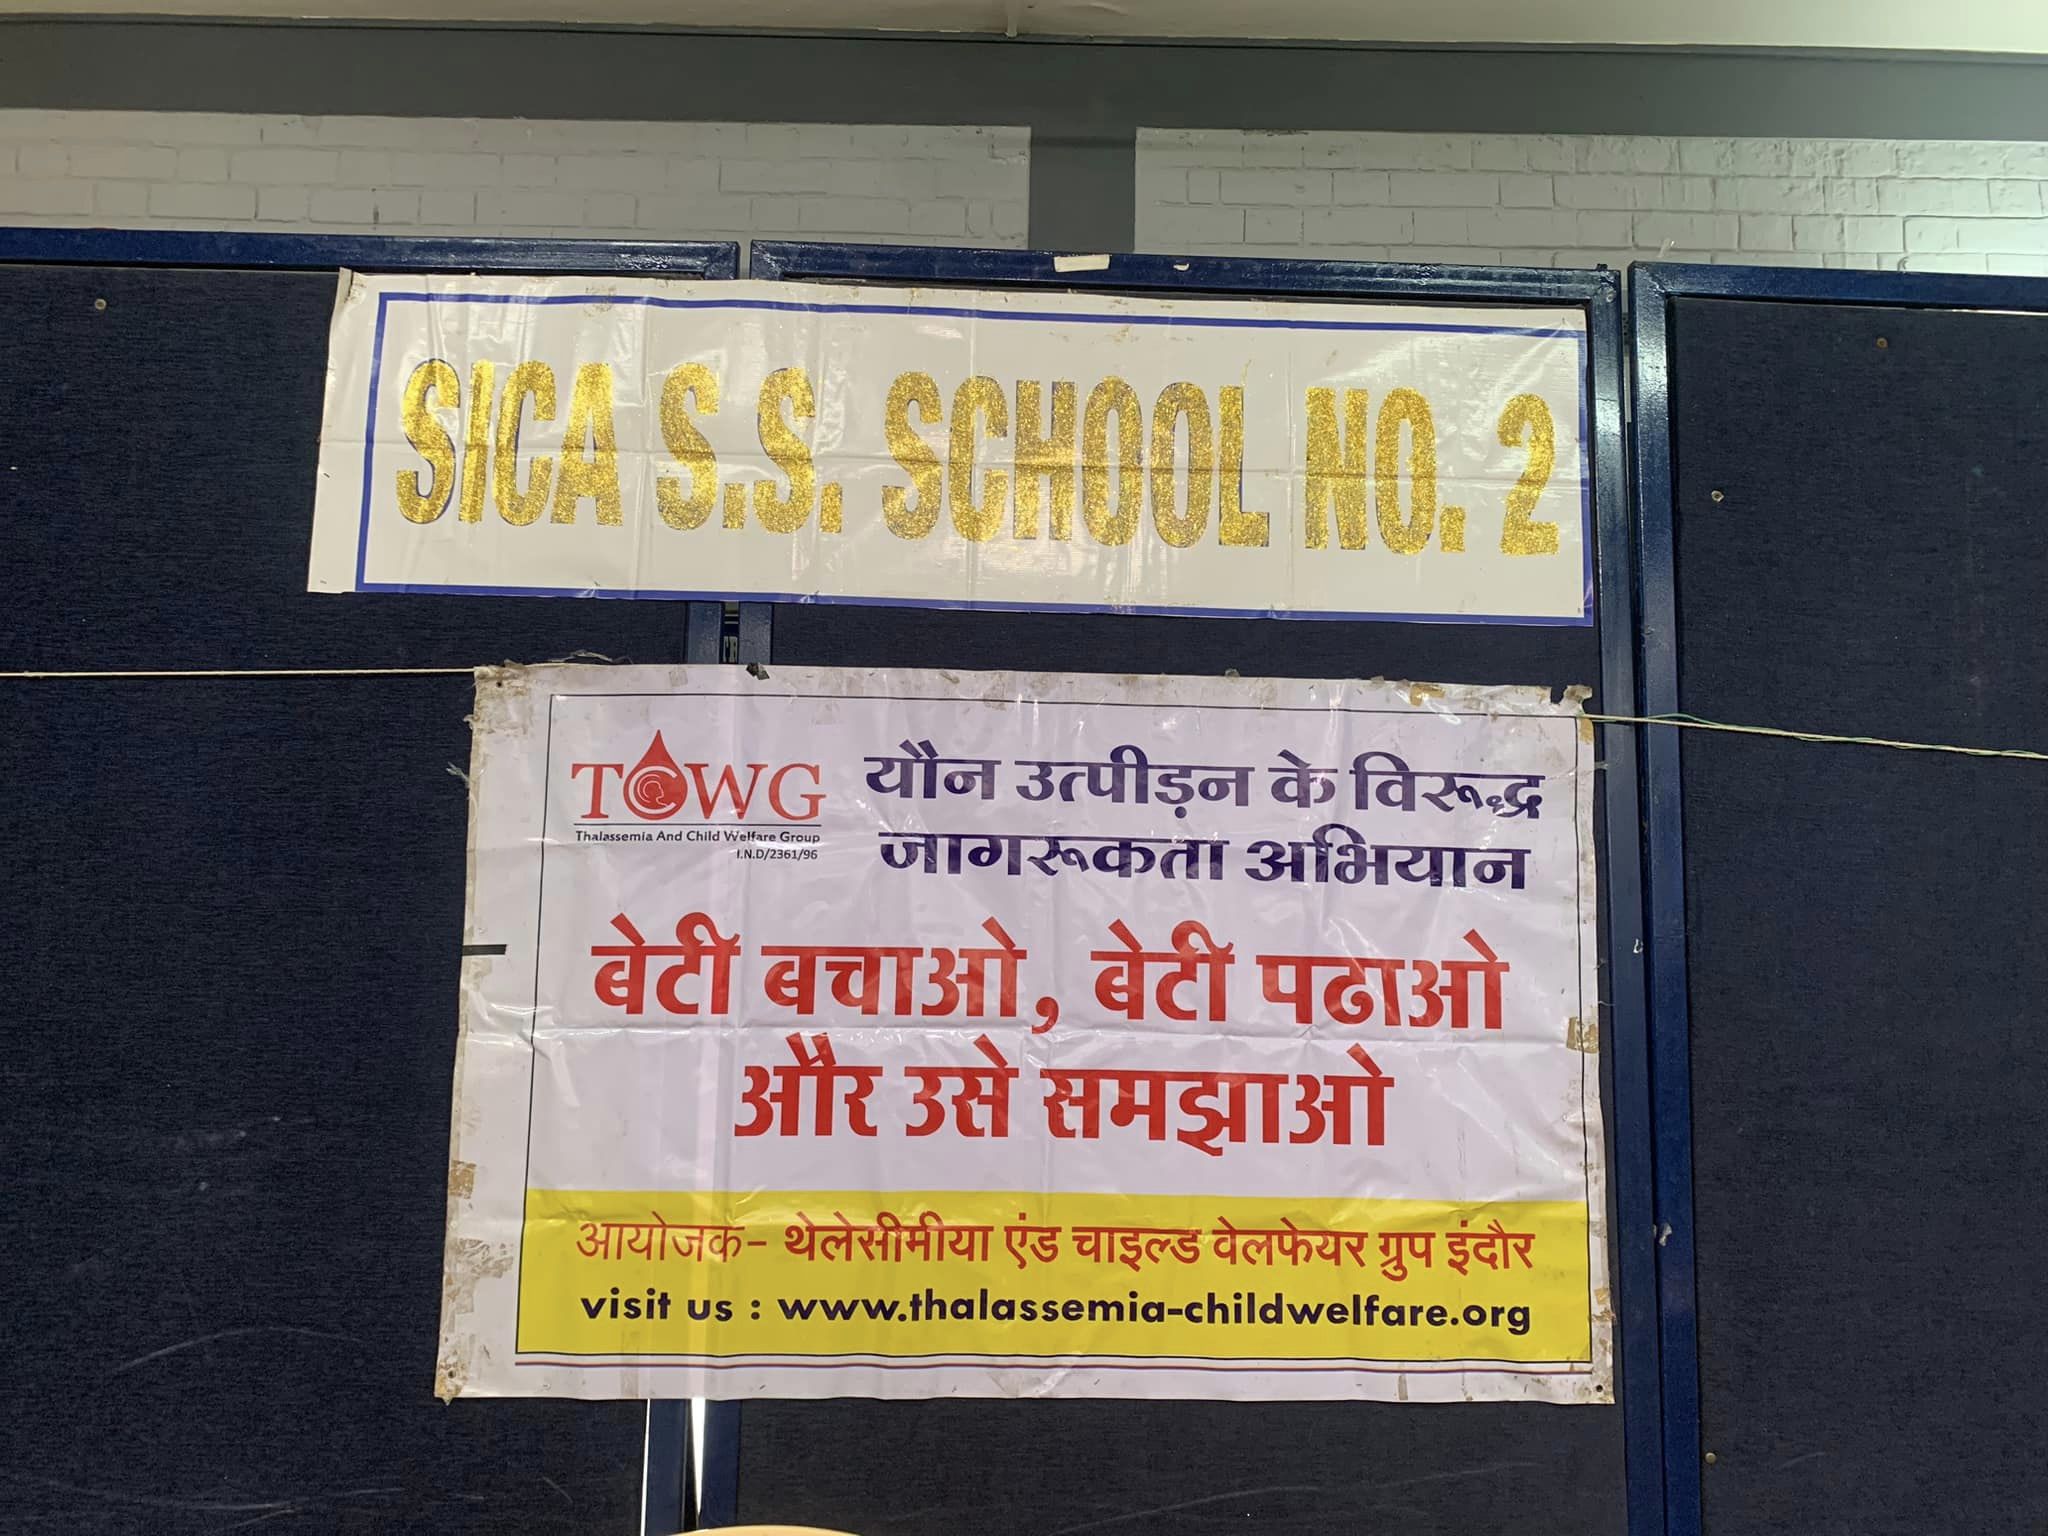 SICA S.S. SCHOOL NO. 2
TCWG
Thalassemia And Child Welfare Group
I.N.D/2361/96
यौन उत्पीड़न के विरूद्ध
जागरूकता अभियान
बेटी बचाओ, बेटी पढाओ
और उसे समझाओ
आयोजक- थेलेसीमीया एंड चाइल्ड वेलफेयर ग्रुप इंदौर
visit us : www.thalassemia-childwelfare.org